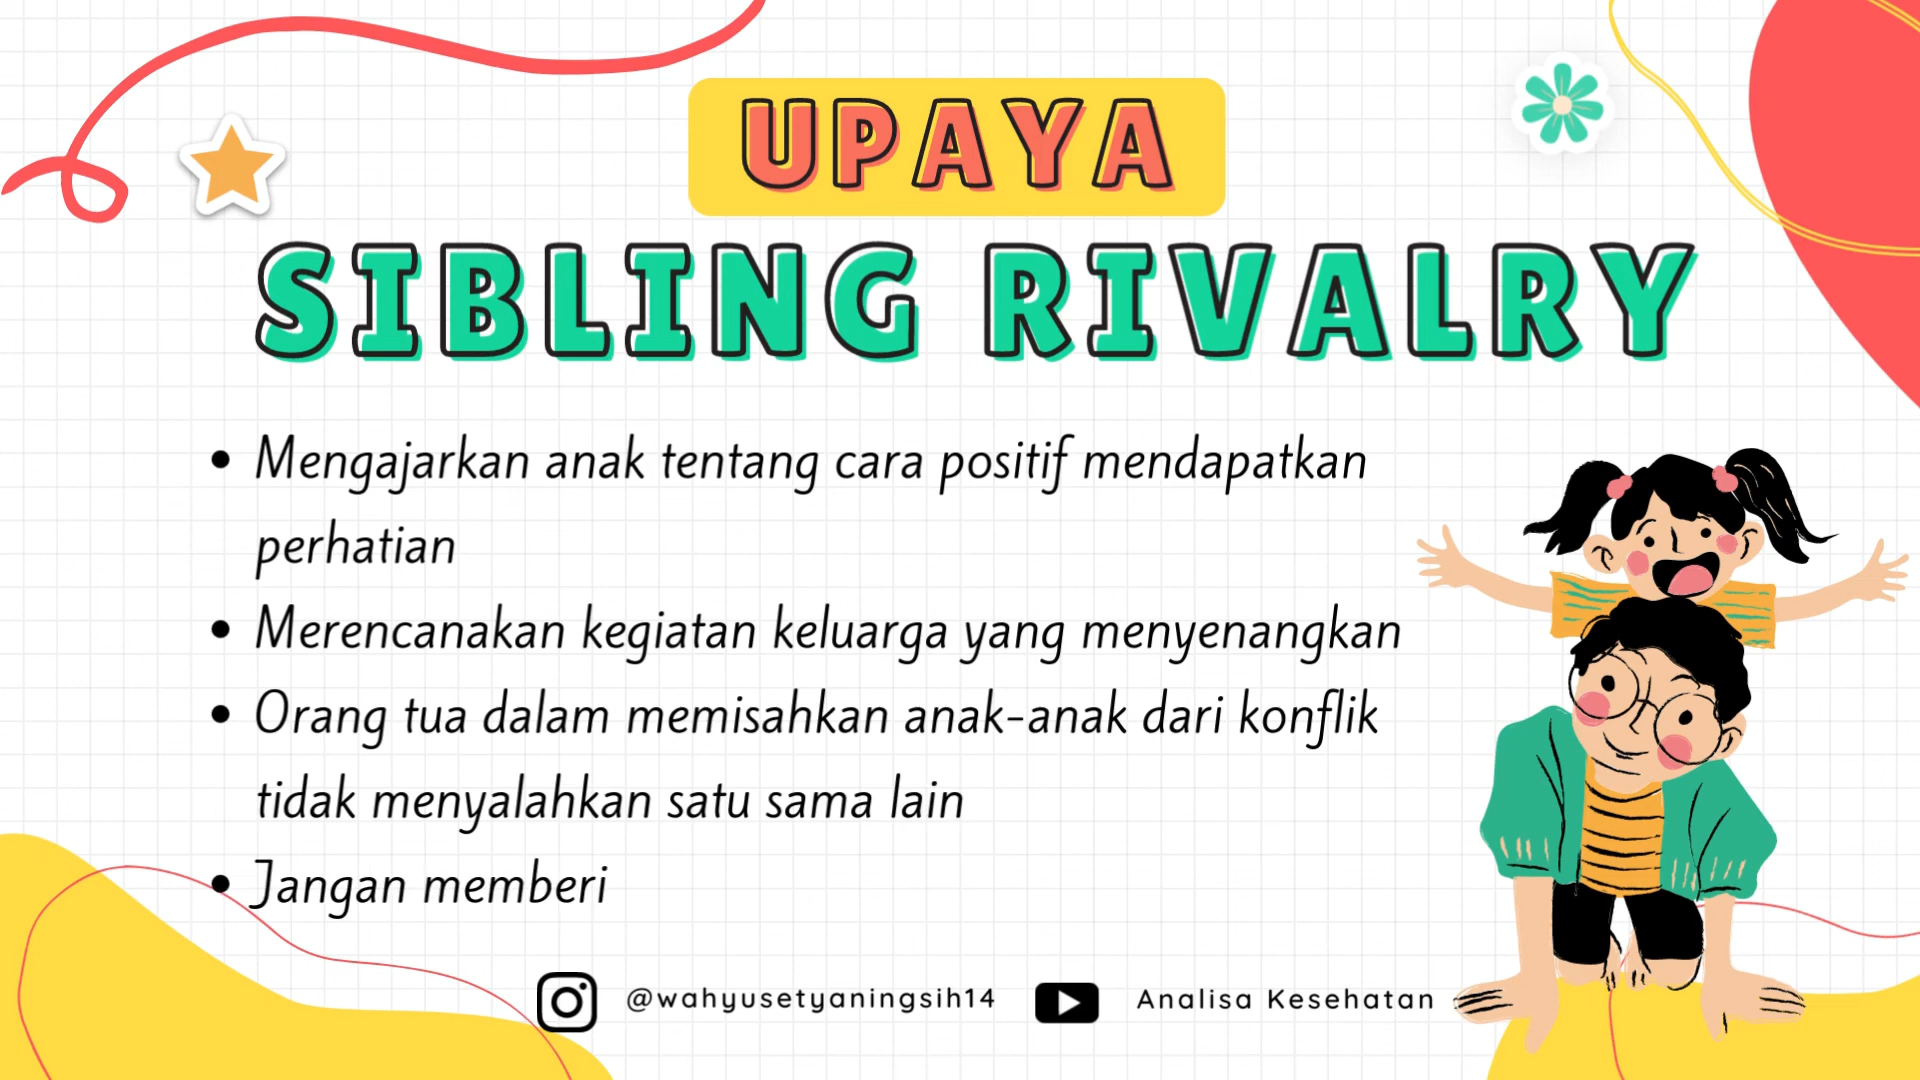 UPAYA
SIBLING RIVALRY
• Mengajarkan anak tentang cara positif mendapatkan
perhatian
• Merencanakan kegiatan keluarga yang menyenangkan
• Orang tua dalam memisahkan anak-anak dari konflik
tidak menyalahkan satu sama lain
• Jangan memberi
@wahyusetyaningsih14 Analisa Kesehatan